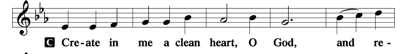 C Cre-ate in me a clean heart, O God, and re-